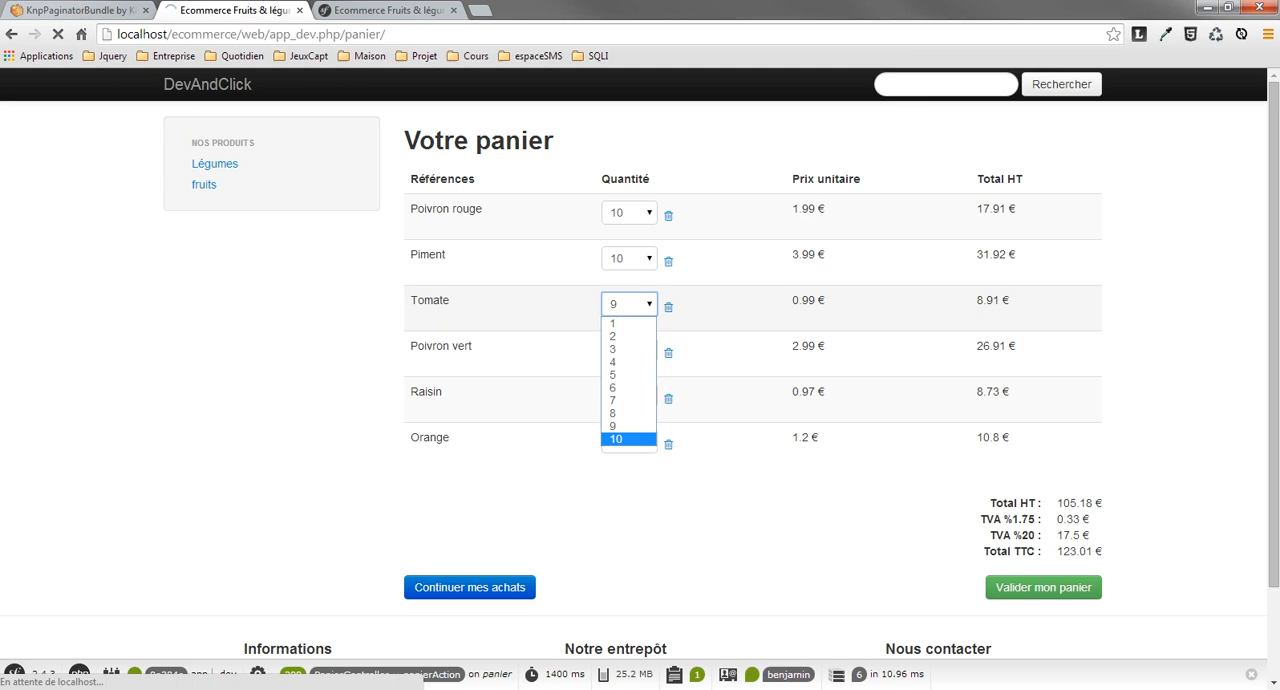 KnpPaginatorBundle by K
Ecommerce Fruits & légu
Ecommerce Fruits & légu
localhost/ecommerce/web/app_dev.php/panier/
Applications Jquery Entreprise Quotidien JeuxCapt Maison Projet Cours espaceSMS SQLI
DevAndClick Rechercher
NOS PRODUITS
Légumes
fruits
Votre panier
Références Quantité Prix unitaire Total HT
Poivron rouge 10 1.99 € 17.91 €
Piment 10 3.99 € 31.92 €
Tomate 9 0.99 € 8.91 €
1
2
3
Poivron vert 2.99 € 26.91 €
4
5
6
Raisin 0.97 € 8.73 €
7
8
9
10
Orange 1.2 € 10.8 €
Total HT : 105.18 €
TVA %1.75 : 0.33 €
TVA %20 : 17.5 €
Total TTC : 123.01 €
Continuer mes achats Valider mon panier
Informations Notre entrepôt Nous contacter
on panier 1400 ms 25.2 MB 1 benjamin 6 in 10.96 ms
En attente de localhost...